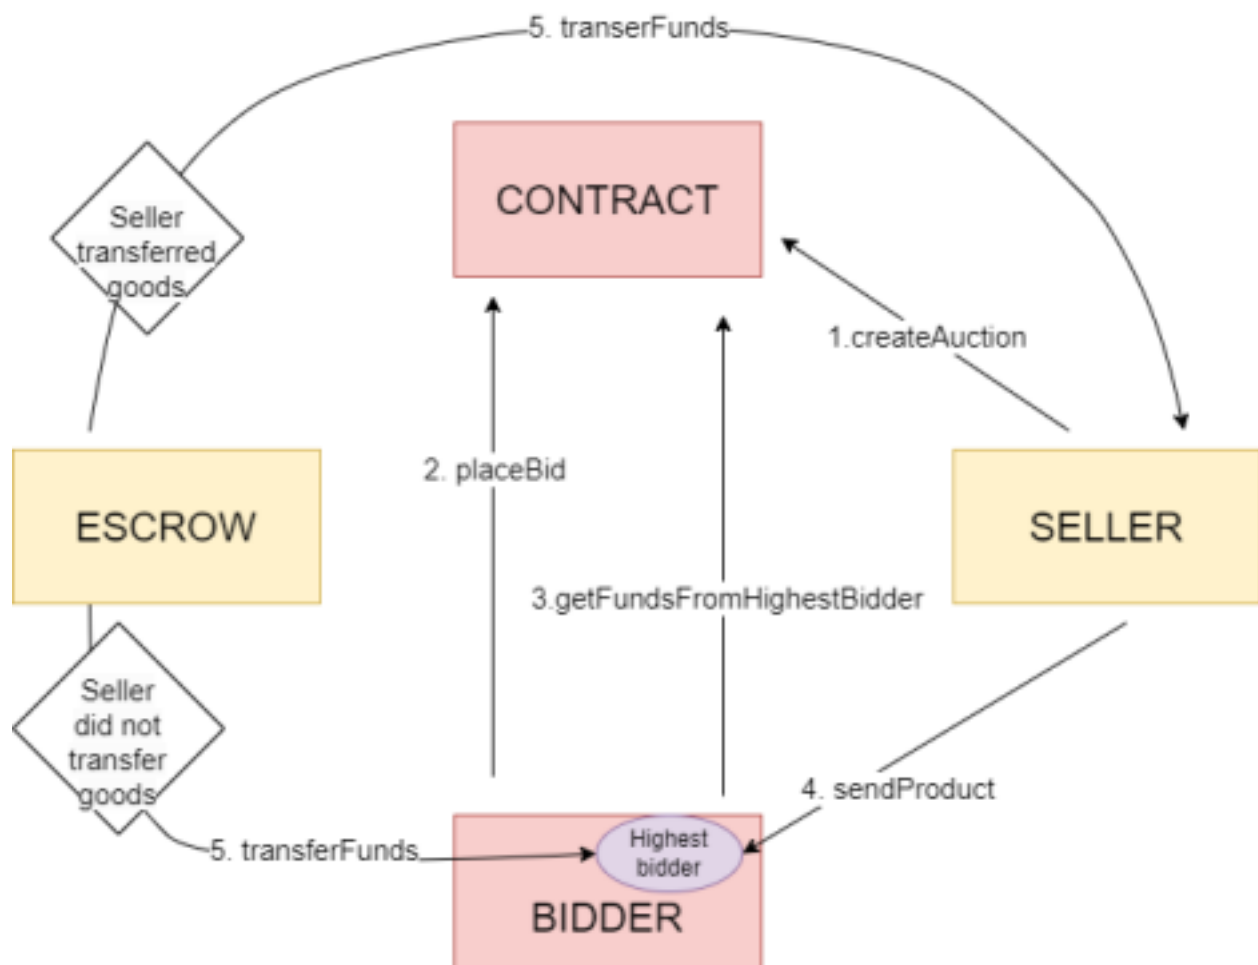 5. transerFunds
CONTRACT
Seller
transferred
goods
1.createAuction
2. placeBid
ESCROW
SELLER
3.getFundsFromHighestBidder
Seller
did not
transfer
goods
4. sendProduct
5. transferFunds
Highest
bidder
BIDDER